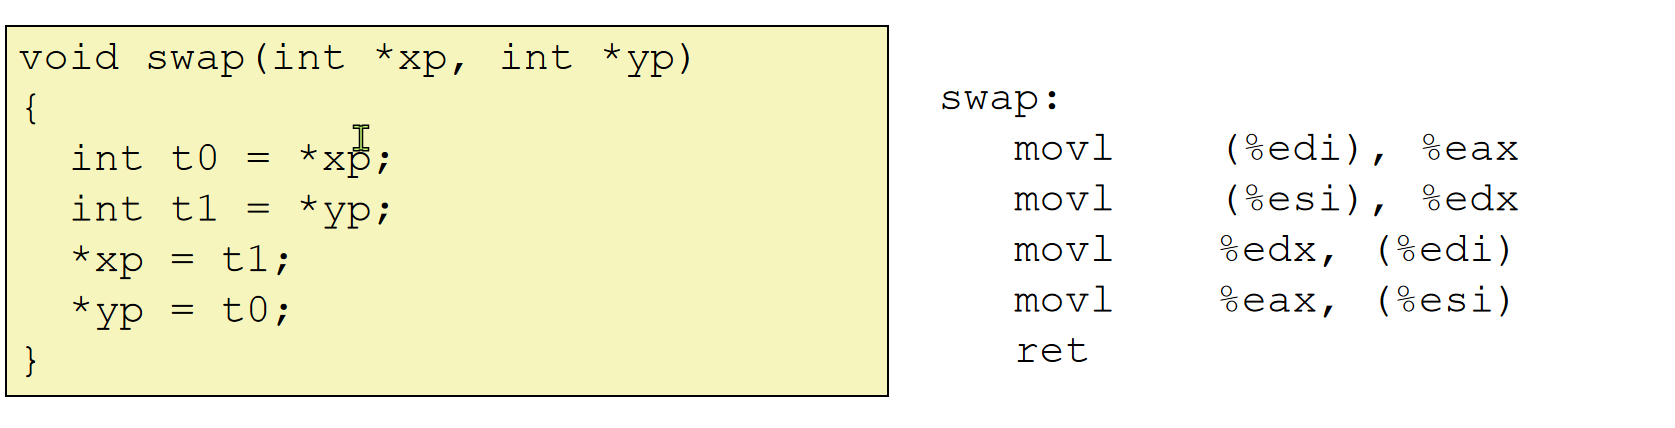 void swap(int *xp, int *yp)
{
  int t0 = *xp;
  int t1 = *yp;
  *xp = t1;
  *yp = t0;
}
swap:
   movl    (%edi), %eax
   movl    (%esi), %edx
   movl    %edx, (%edi)
   movl    %eax, (%esi)
   ret